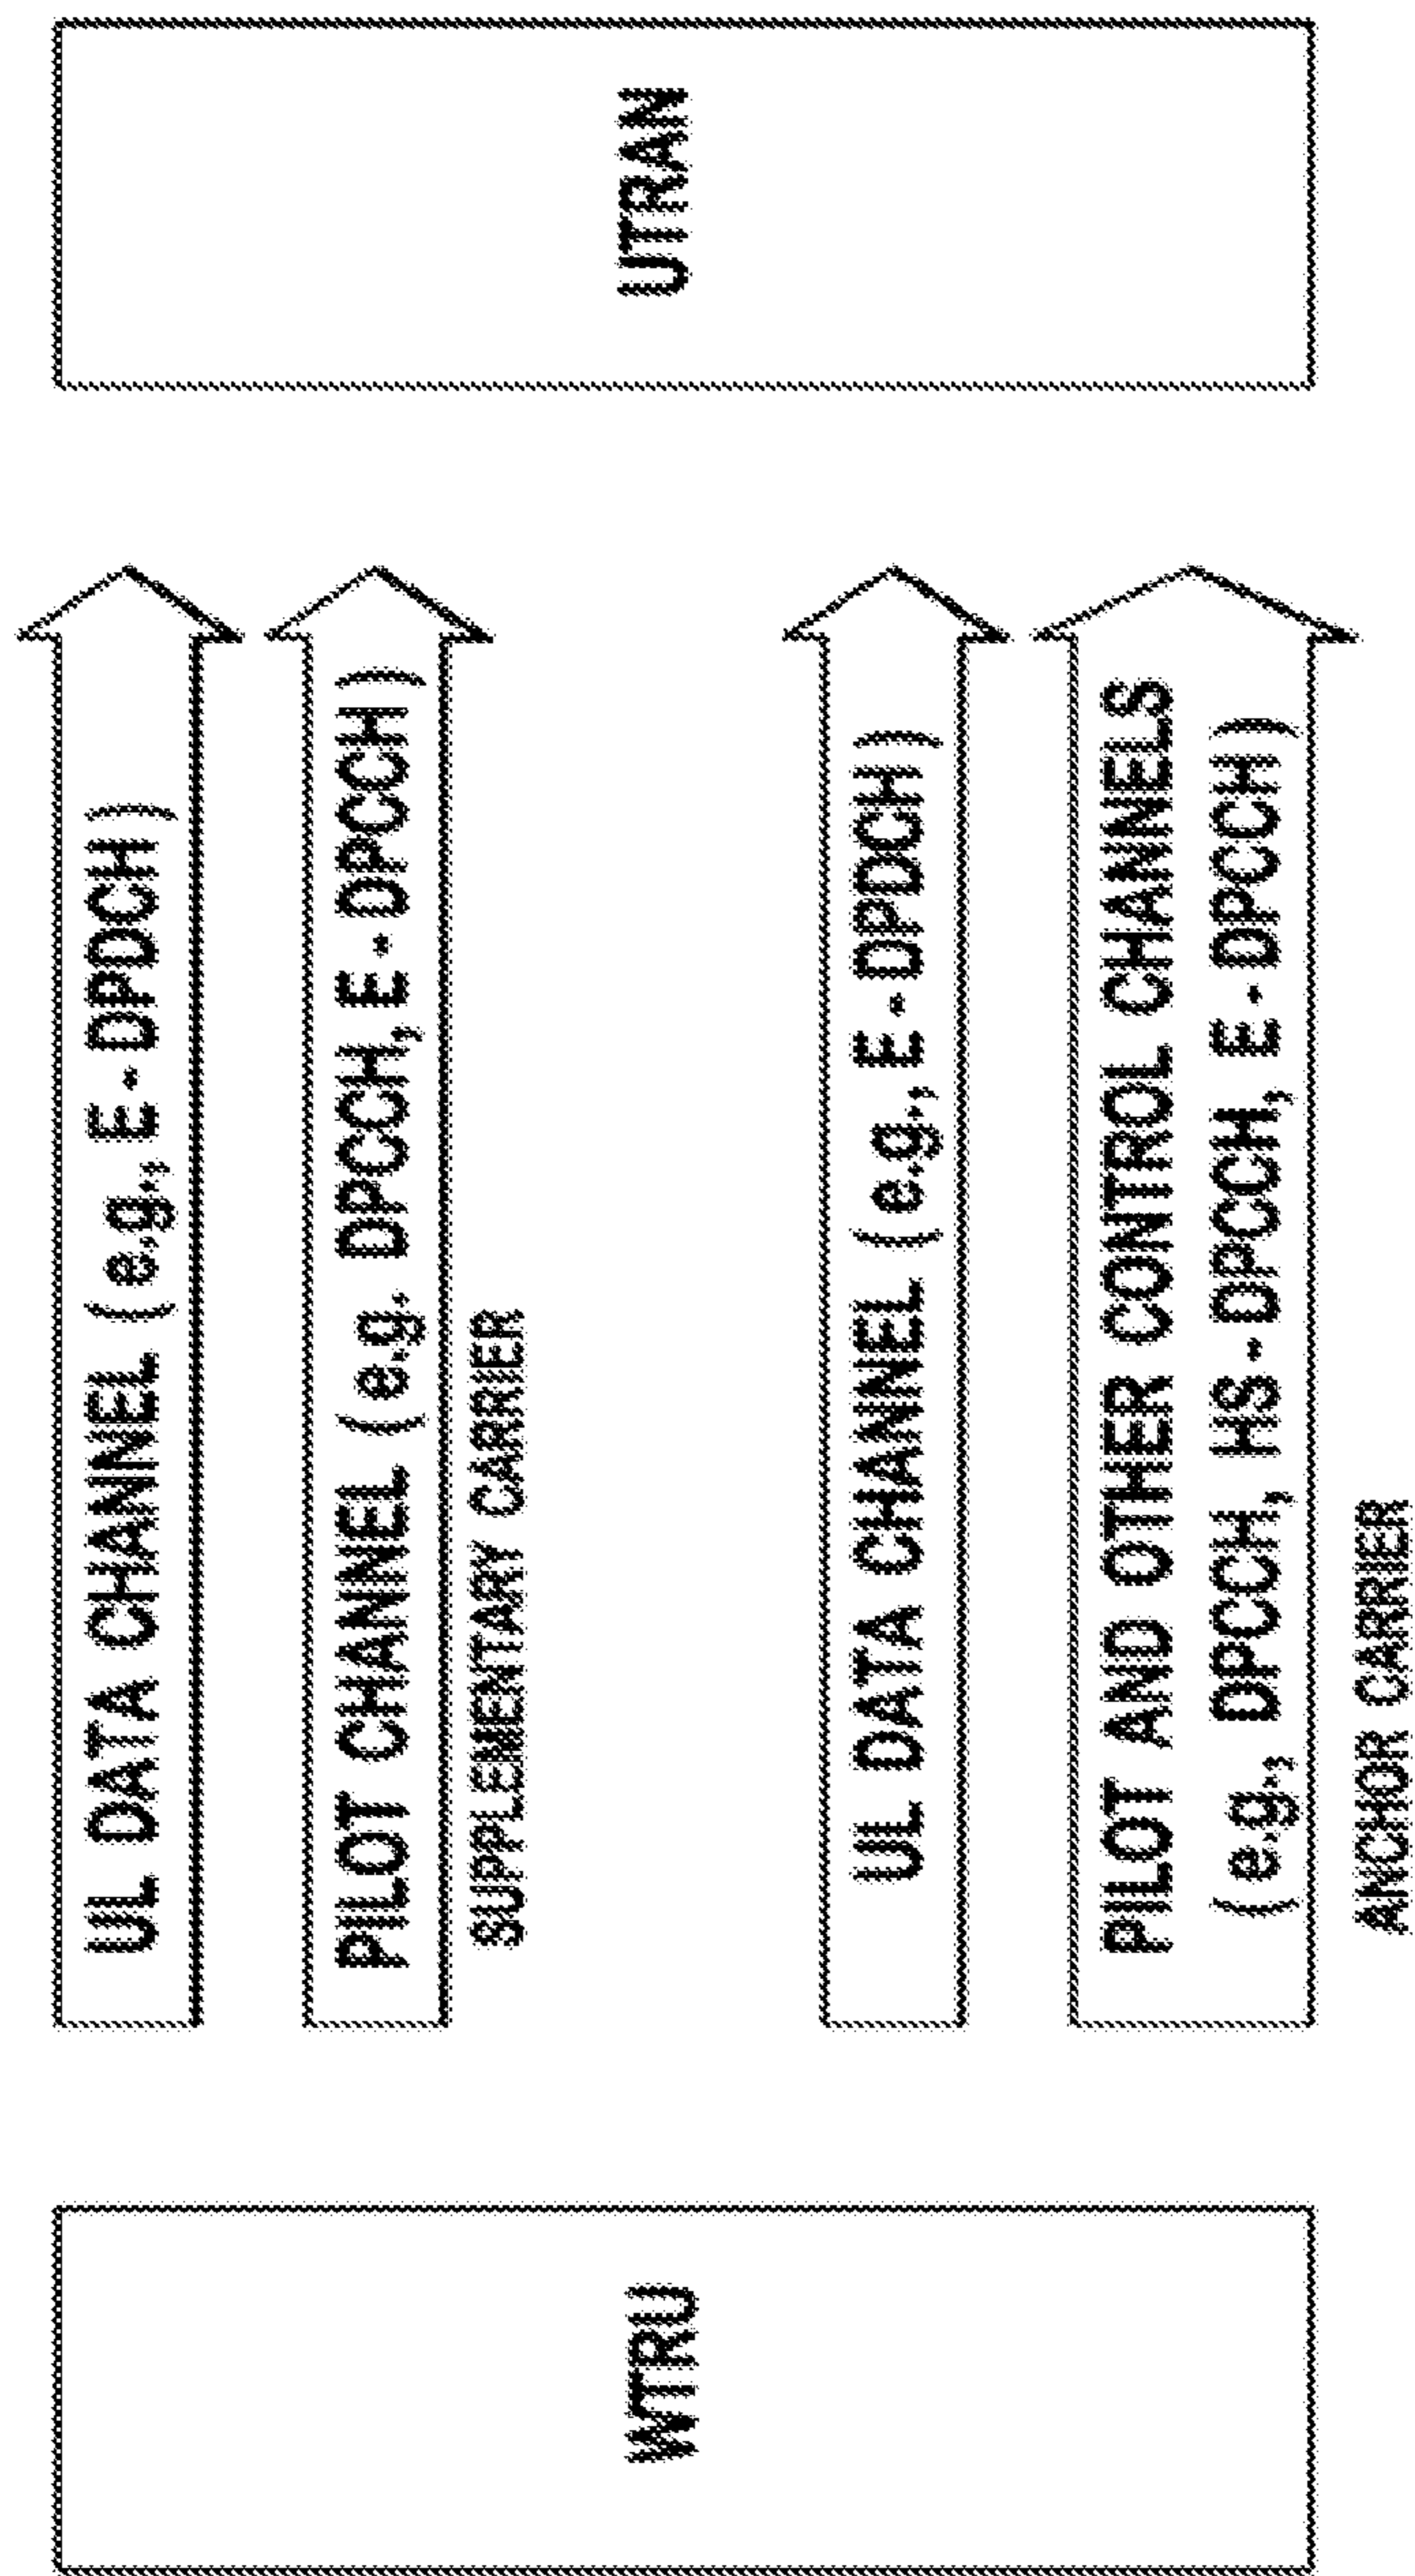 WTRU
UL DATA CHANNEL (e.g., E-DPDCH)
PILOT CHANNEL (e.g. DPCCH, E-DPCCH)
SUPPLEMENTARY CARRIER
UL DATA CHANNEL (e.g., E-DPDCH)
PILOT AND OTHER CONTROL CHANNELS
(e.g., DPCCH, HS-DPCCH, E-DPCCH)
ANCHOR CARRIER
UTRAN